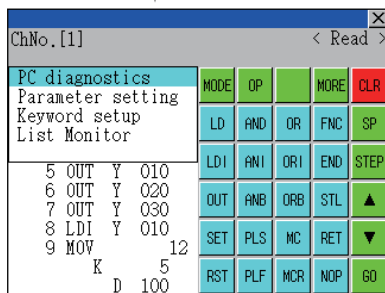 X
ChNo.[1] < Read >
PC diagnostics
Parameter setting
Keyword setup
List Monitor
5 OUT Y 010
6 OUT Y 020
7 OUT Y 030
8 LDI Y 010
9 MOV 12
K 5
D 100
MODE OP MORE CLR
LD AND OR FNC SP
LDI ANI ORI END STEP
OUT ANB ORB STL ▲
SET PLS MC RET ▼
RST PLF MCR NOP GO